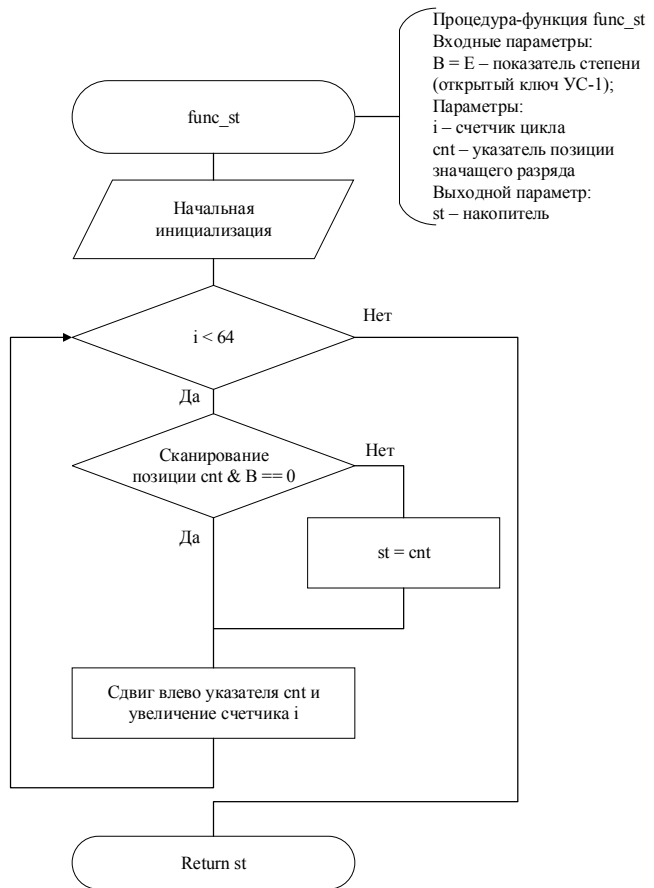 Процедура-функция func_st
Входные параметры:
B = E – показатель степени
(открытый ключ УС-1);
Параметры:
i – счетчик цикла
cnt – указатель позиции
значащего разряда
Выходной параметр:
st – накопитель
func_st
Начальная
инициализация
i < 64
Нет
Да
Сканирование
позиции cnt & B == 0
Нет
Да
st = cnt
Сдвиг влево указателя cnt и
увеличение счетчика i
Return st